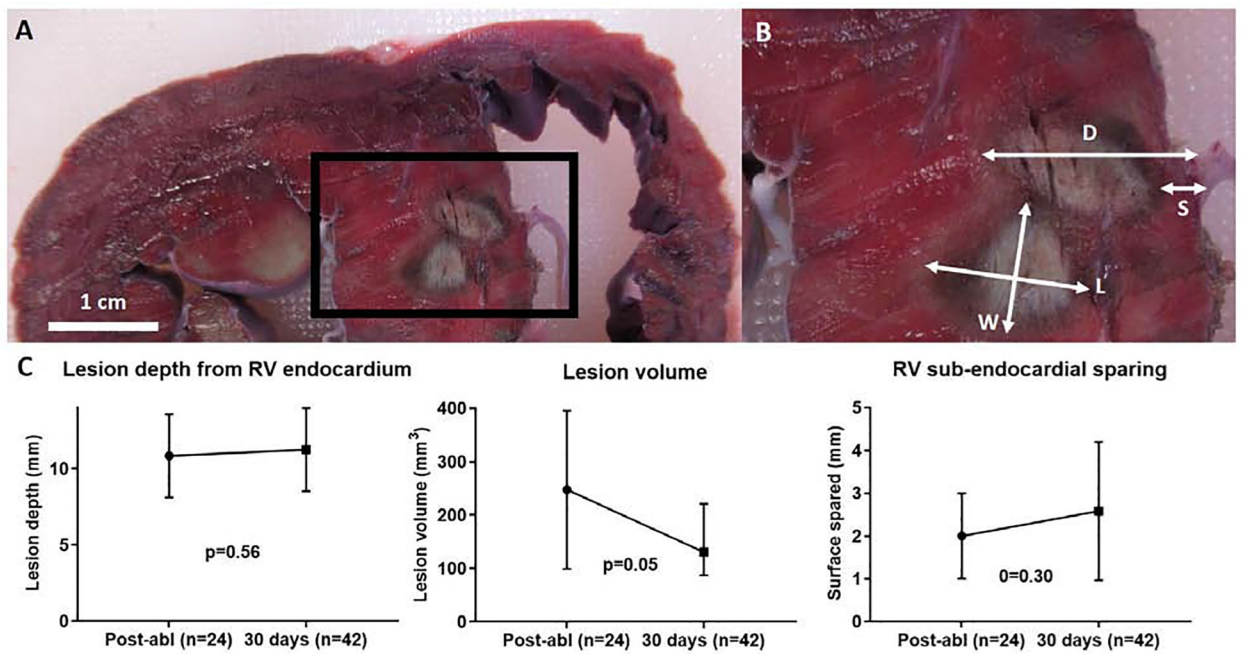 A
1 cm
B
D
S
L
W
C
Lesion depth from RV endocardium
Lesion depth (mm)
10
5
0
p=0.56
Post-abl (n=24) 30 days (n=42)
Lesion volume
Lesion volume (mm³)
400
300
200
100
0
p=0.05
Post-abl (n=24) 30 days (n=42)
RV sub-endocardial sparing
Surface spared (mm)
5
4
3
2
1
0
0=0.30
Post-abl (n=24) 30 days (n=42)